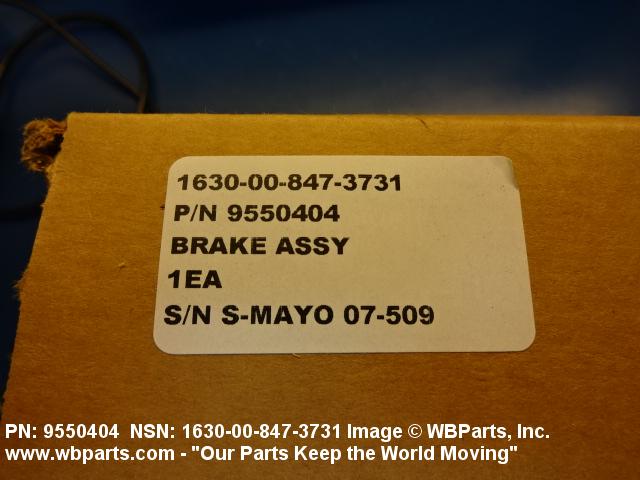 1630-00-847-3731
P/N 9550404
BRAKE ASSY
1EA
S/N S-MAYO 07-509
PN: 9550404  NSN: 1630-00-847-3731 Image © WBParts, Inc.
www.wbparts.com - "Our Parts Keep the World Moving"